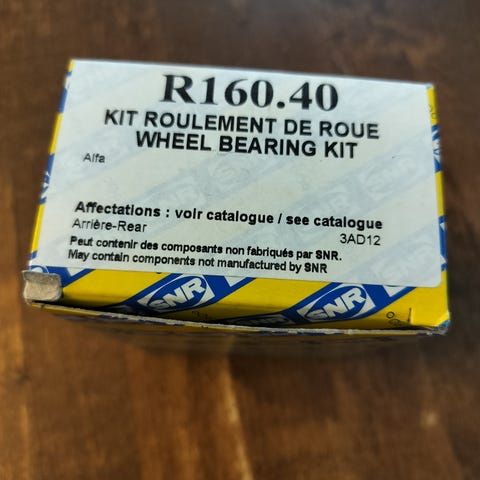 R160.40
KIT ROULEMENT DE ROUE
WHEEL BEARING KIT
Alfa
Affectations : voir catalogue / see catalogue
Arrière-Rear
3AD12
Peut contenir des composants non fabriqués par SNR.
May contain components not manufactured by SNR
SNR
SNR